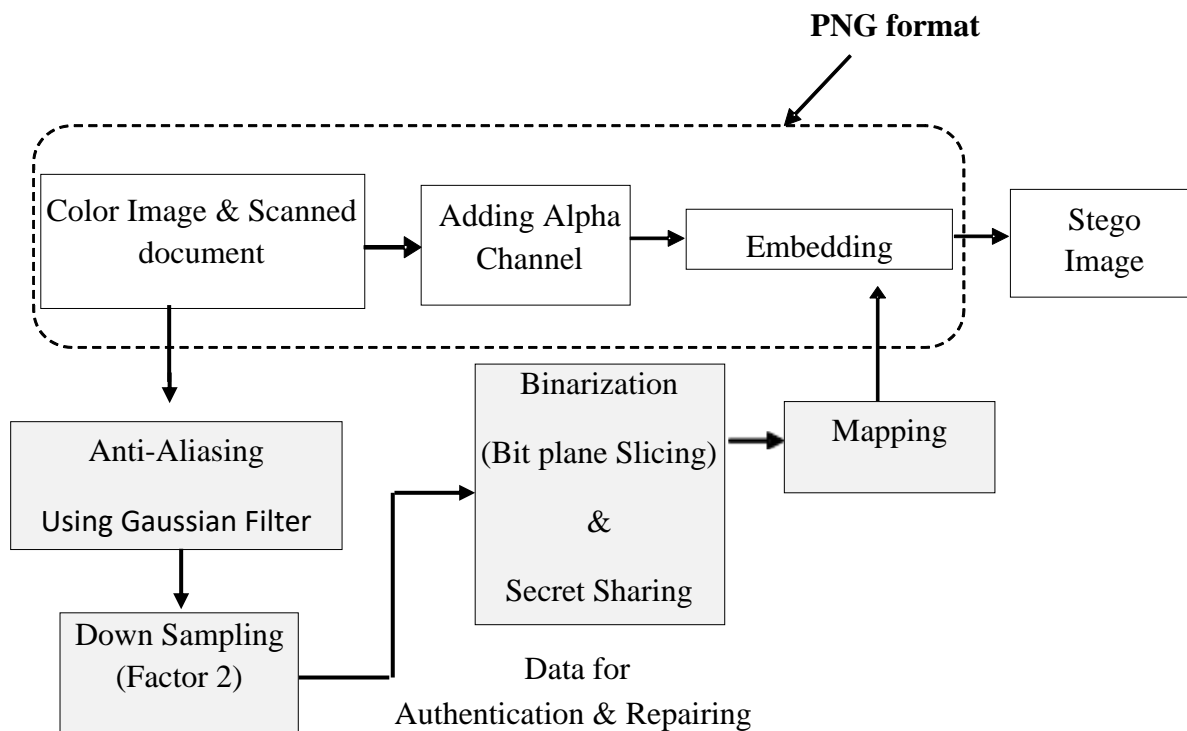 PNG format
Color Image & Scanned
document
Adding Alpha
Channel
Embedding
Stego
Image
Anti-Aliasing
Using Gaussian Filter
Down Sampling
(Factor 2)
Binarization
(Bit plane Slicing)
&
Secret Sharing
Mapping
Data for
Authentication & Repairing